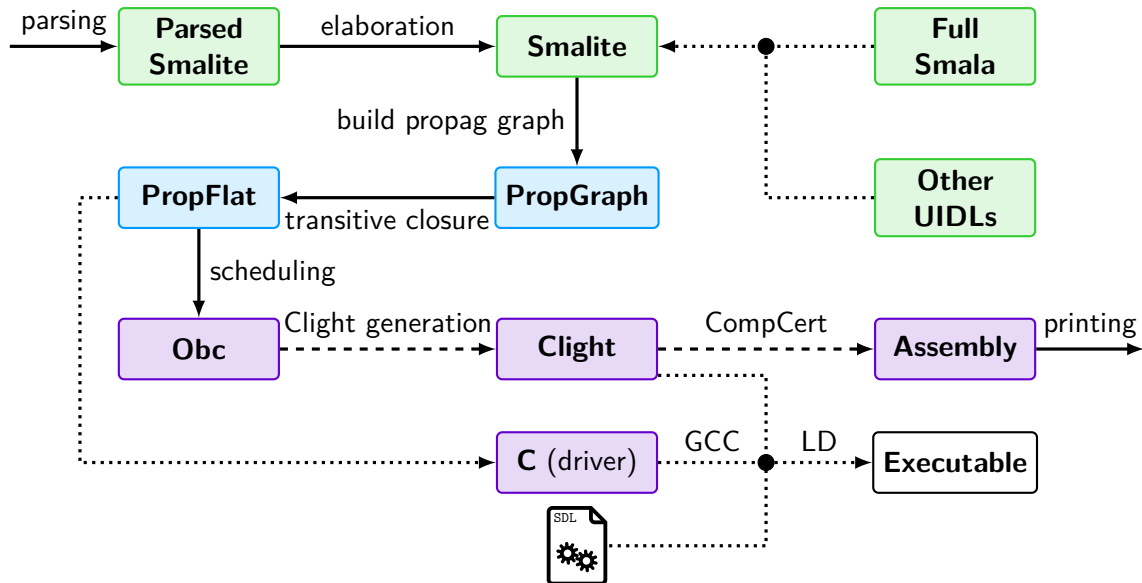 parsing
Parsed
Smalite
elaboration
Smalite
Full
Smala
build propag graph
PropFlat
transitive closure
PropGraph
Other
UIDLs
scheduling
Obc
Clight generation
Clight
CompCert
Assembly
printing
C (driver)
GCC
LD
Executable
SDL